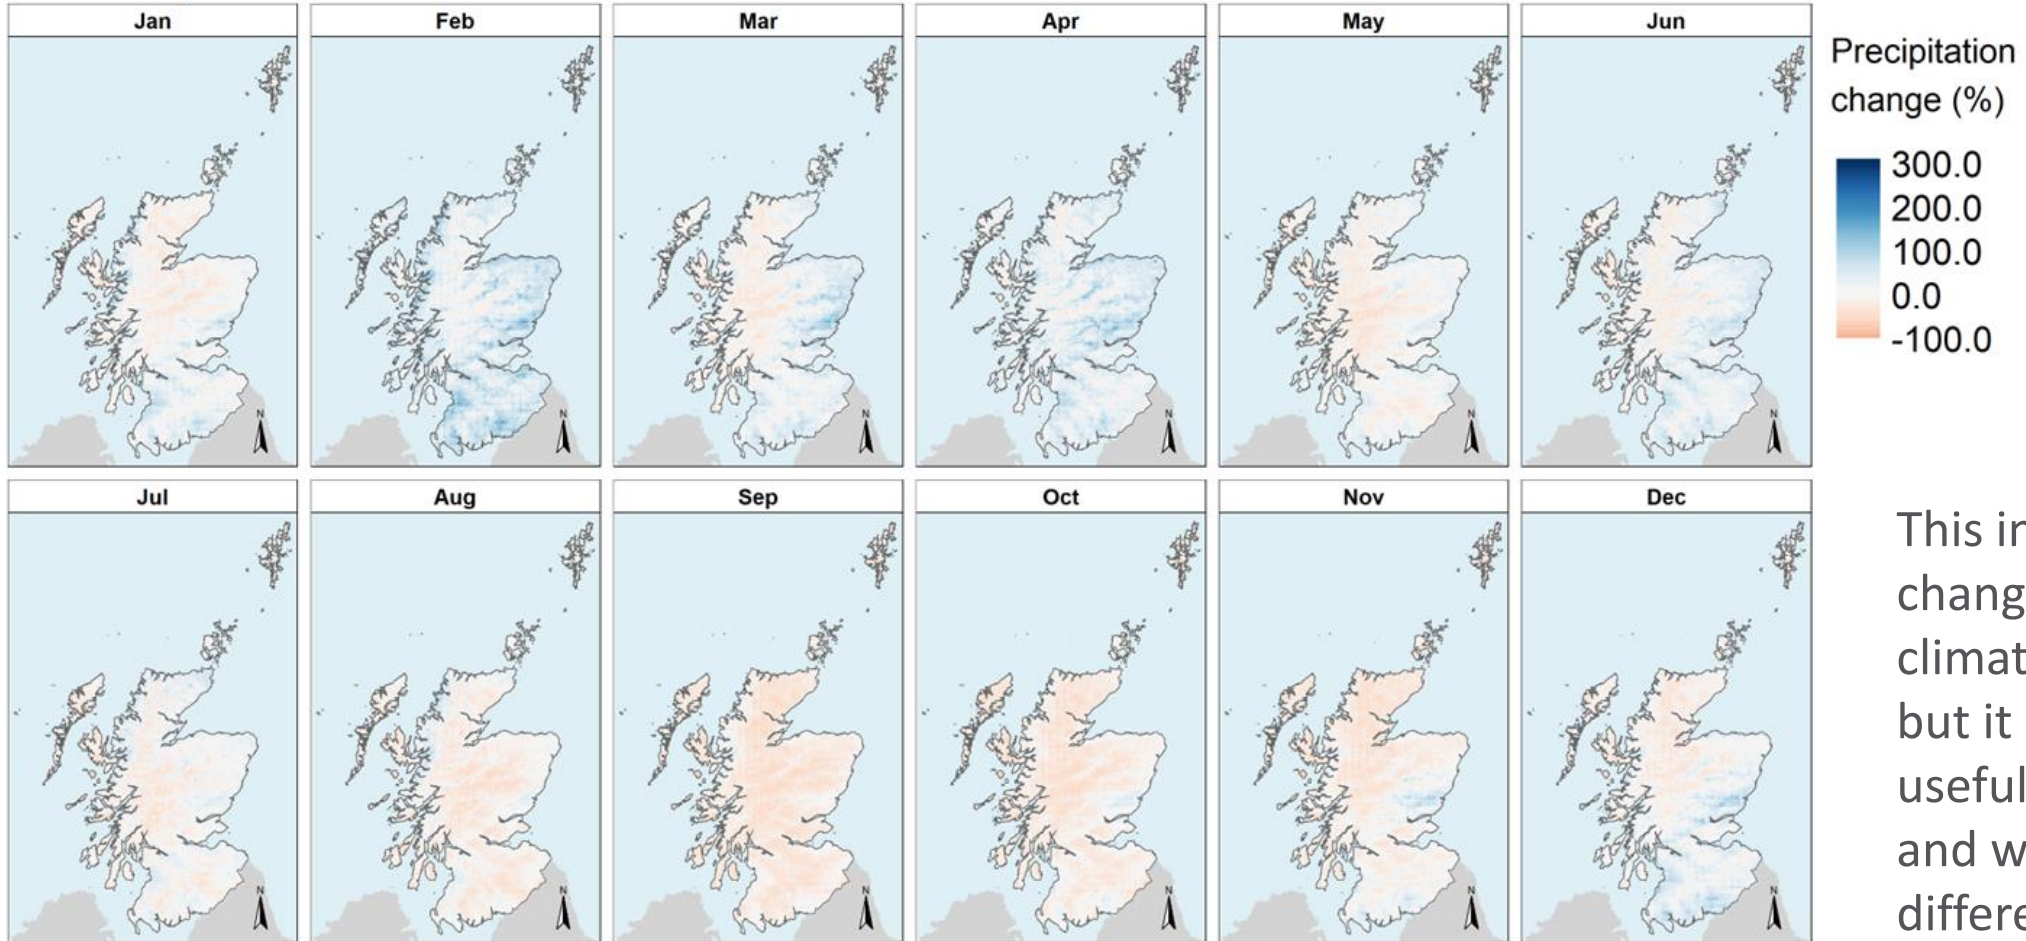 Jan
Feb
Mar
Apr
May
Jun
Precipitation
change (%)
300.0
200.0
100.0
0.0
-100.0
N
N
N
N
N
N
Jul
Aug
Sep
Oct
Nov
Dec
This
chang
climat
but it
useful
and w
differe
N
N
N
N
N
N